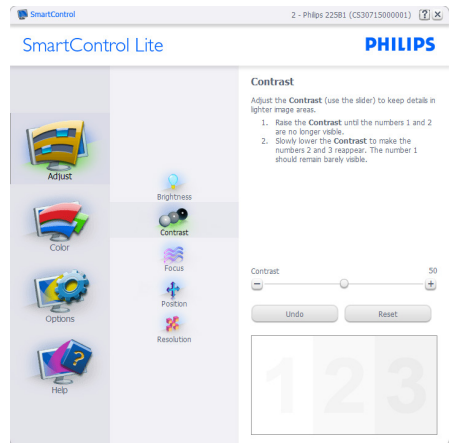 SmartControl
2 - Philips 225B1 (CS30715000001)
?
SmartControl Lite
PHILIPS
Adjust
Color
Options
Help
Brightness
Contrast
Focus
Position
Resolution
Contrast
Adjust the Contrast (use the slider) to keep details in
lighter image areas.
1. Raise the Contrast until the numbers 1 and 2
are no longer visible.
2. Slowly lower the Contrast to make the
numbers 2 and 3 reappear. The number 1
should remain barely visible.
Contrast 50
Undo Reset
1 2 3